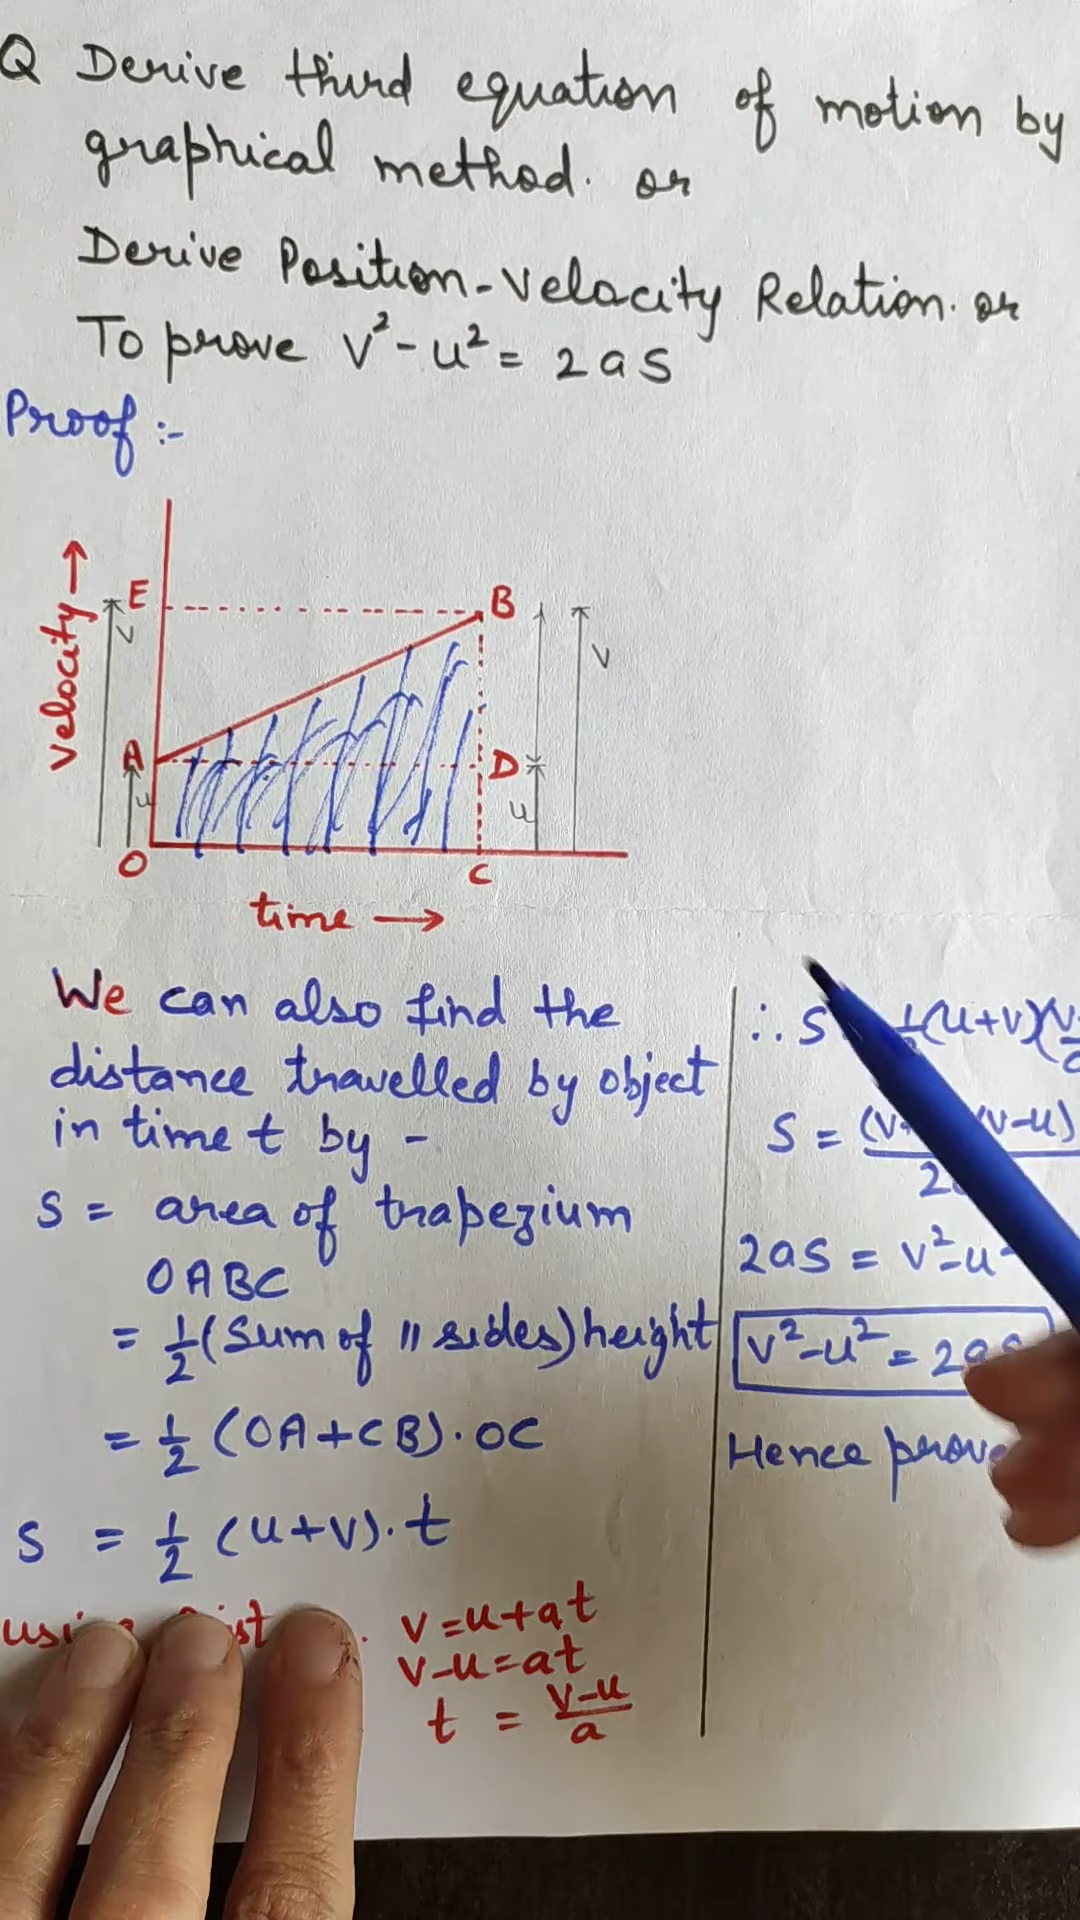 Q Derive third equation of motion by
graphical method. or
Derive Position-Velocity Relation. or
To prove v² - u² = 2as
Proof :-
velocity →
E
v
B
v
A
u
D
u
O
C
time →
We can also find the
distance travelled by object
in time t by -
s = area of trapezium
OABC
= 1/2 (Sum of || sides) height
= 1/2 (OA+CB).OC
s = 1/2 (u+v).t
v=u+at
v-u=at
t = v-u/a
∴ s (u+v)
s = (v-u)
2as = v²-u
v²-u² = 2as
Hence